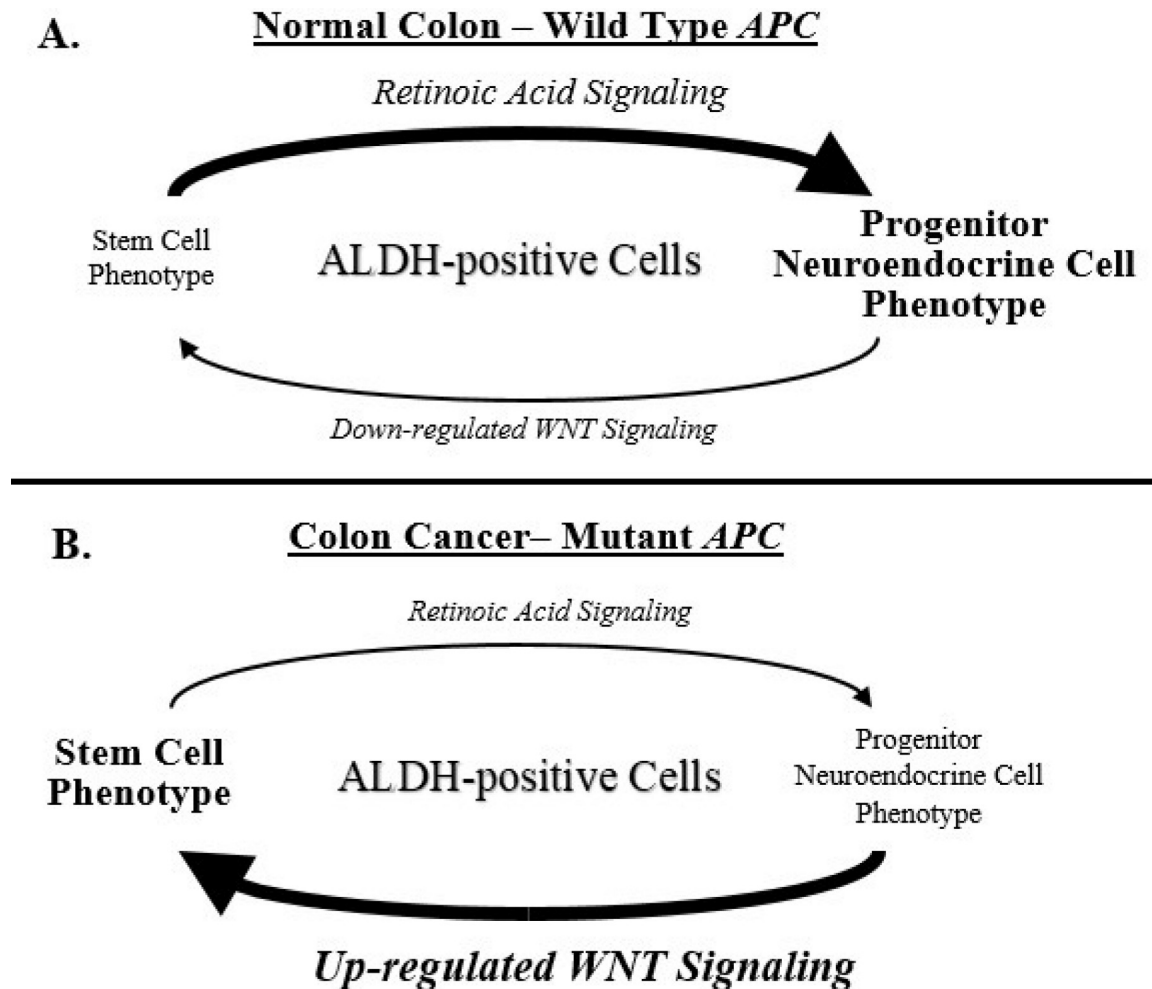 A.
Normal Colon – Wild Type APC
Retinoic Acid Signaling
Stem Cell
Phenotype
ALDH-positive Cells
Progenitor
Neuroendocrine Cell
Phenotype
Down-regulated WNT Signaling
B.
Colon Cancer– Mutant APC
Retinoic Acid Signaling
Stem Cell
Phenotype
ALDH-positive Cells
Progenitor
Neuroendocrine Cell
Phenotype
Up-regulated WNT Signaling